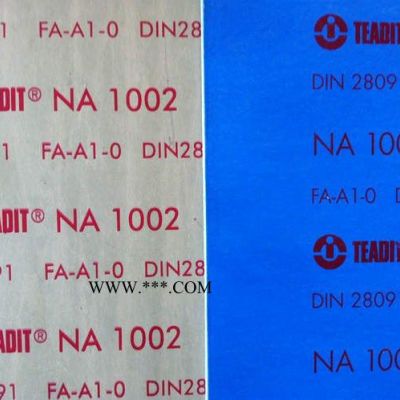 91 FA-A1-0 DIN28
TEADIT
DIN 2809
ADIT® NA 1002
NA 100
91 FA-A1-0 DIN28
FA-A1-0 D
ADIT® NA 1002
TEADIT
91 FA-A1-0 DIN28
WWW.***.COM
DIN 2809
ADIT® NA 1002
NA 100
91 FA-A1-0 DIN28